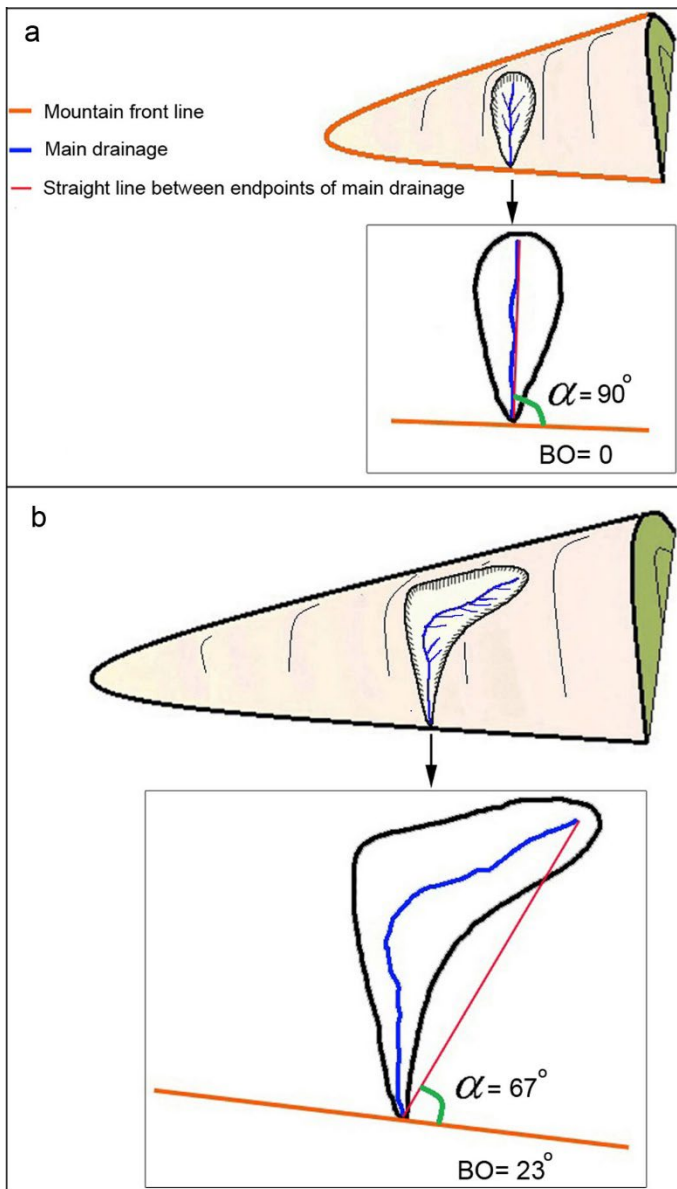 a
Mountain front line
Main drainage
Straight line between endpoints of main drainage
α = 90°
BO= 0
b
α = 67°
BO= 23°